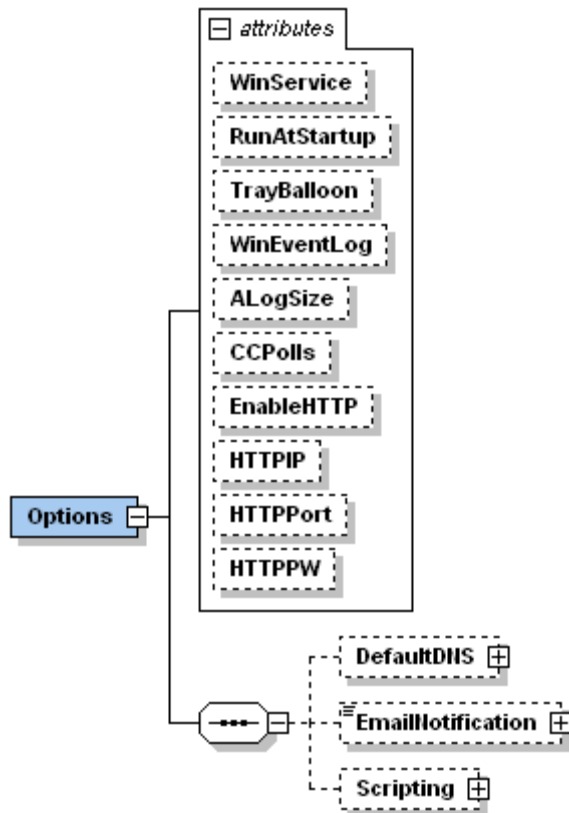 attributes
WinService
RunAtStartup
TrayBalloon
WinEventLog
ALogSize
CCPolls
EnableHTTP
HTTPIP
HTTPPort
HTTPPW
Options
DefaultDNS
EmailNotification
Scripting